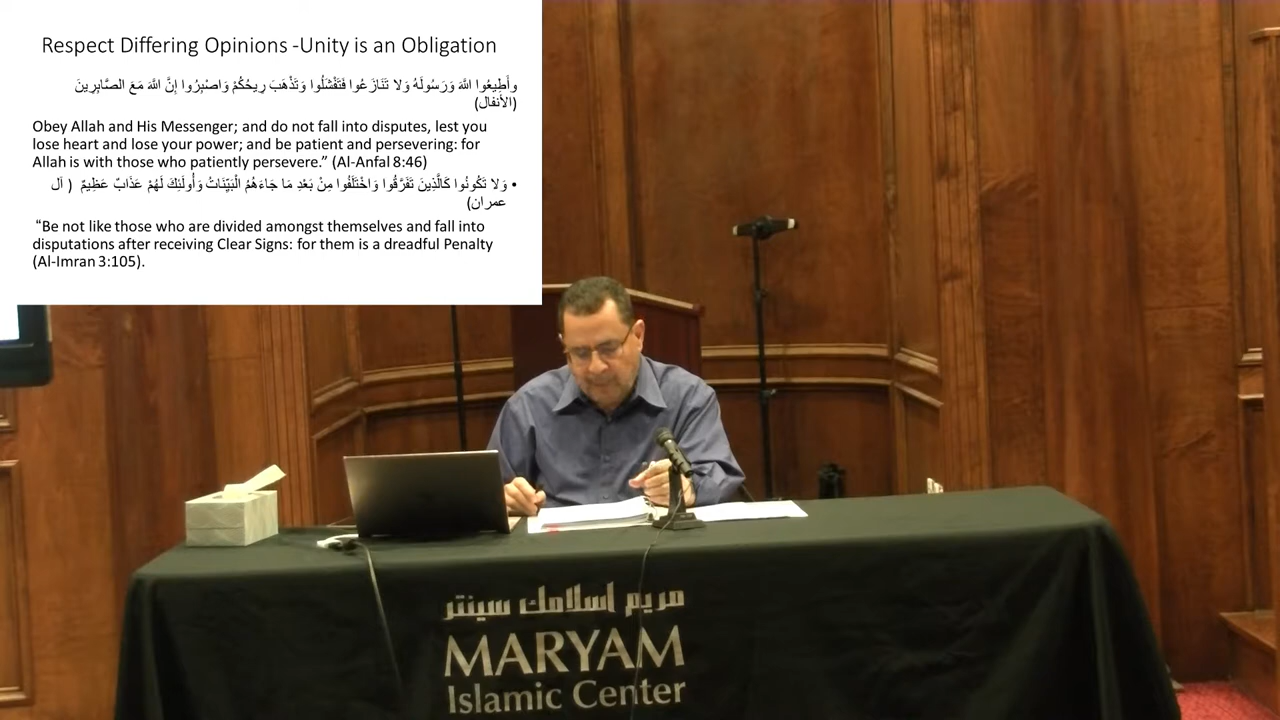 Respect Differing Opinions -Unity is an Obligation
وأَطِيعُوا اللَّهَ وَرَسُولَهُ وَلا تَنَازَعُوا فَتَفْشَلُوا وَتَذْهَبَ رِيحُكُمْ وَاصْبِرُوا إِنَّ اللَّهَ مَعَ الصَّابِرِينَ
(الأنفال)
Obey Allah and His Messenger; and do not fall into disputes, lest you
lose heart and lose your power; and be patient and persevering: for
Allah is with those who patiently persevere.” (Al-Anfal 8:46)
• وَلا تَكُونُوا كَالَّذِينَ تَفَرَّقُوا وَاخْتَلَفُوا مِنْ بَعْدِ مَا جَاءَهُمُ الْبَيِّنَاتُ وَأُولَئِكَ لَهُمْ عَذَابٌ عَظِيمٌ ( آل
عمران)
“Be not like those who are divided amongst themselves and fall into
disputations after receiving Clear Signs: for them is a dreadful Penalty
(Al-Imran 3:105).
مريم اسلامك سينتر
MARYAM
Islamic Center